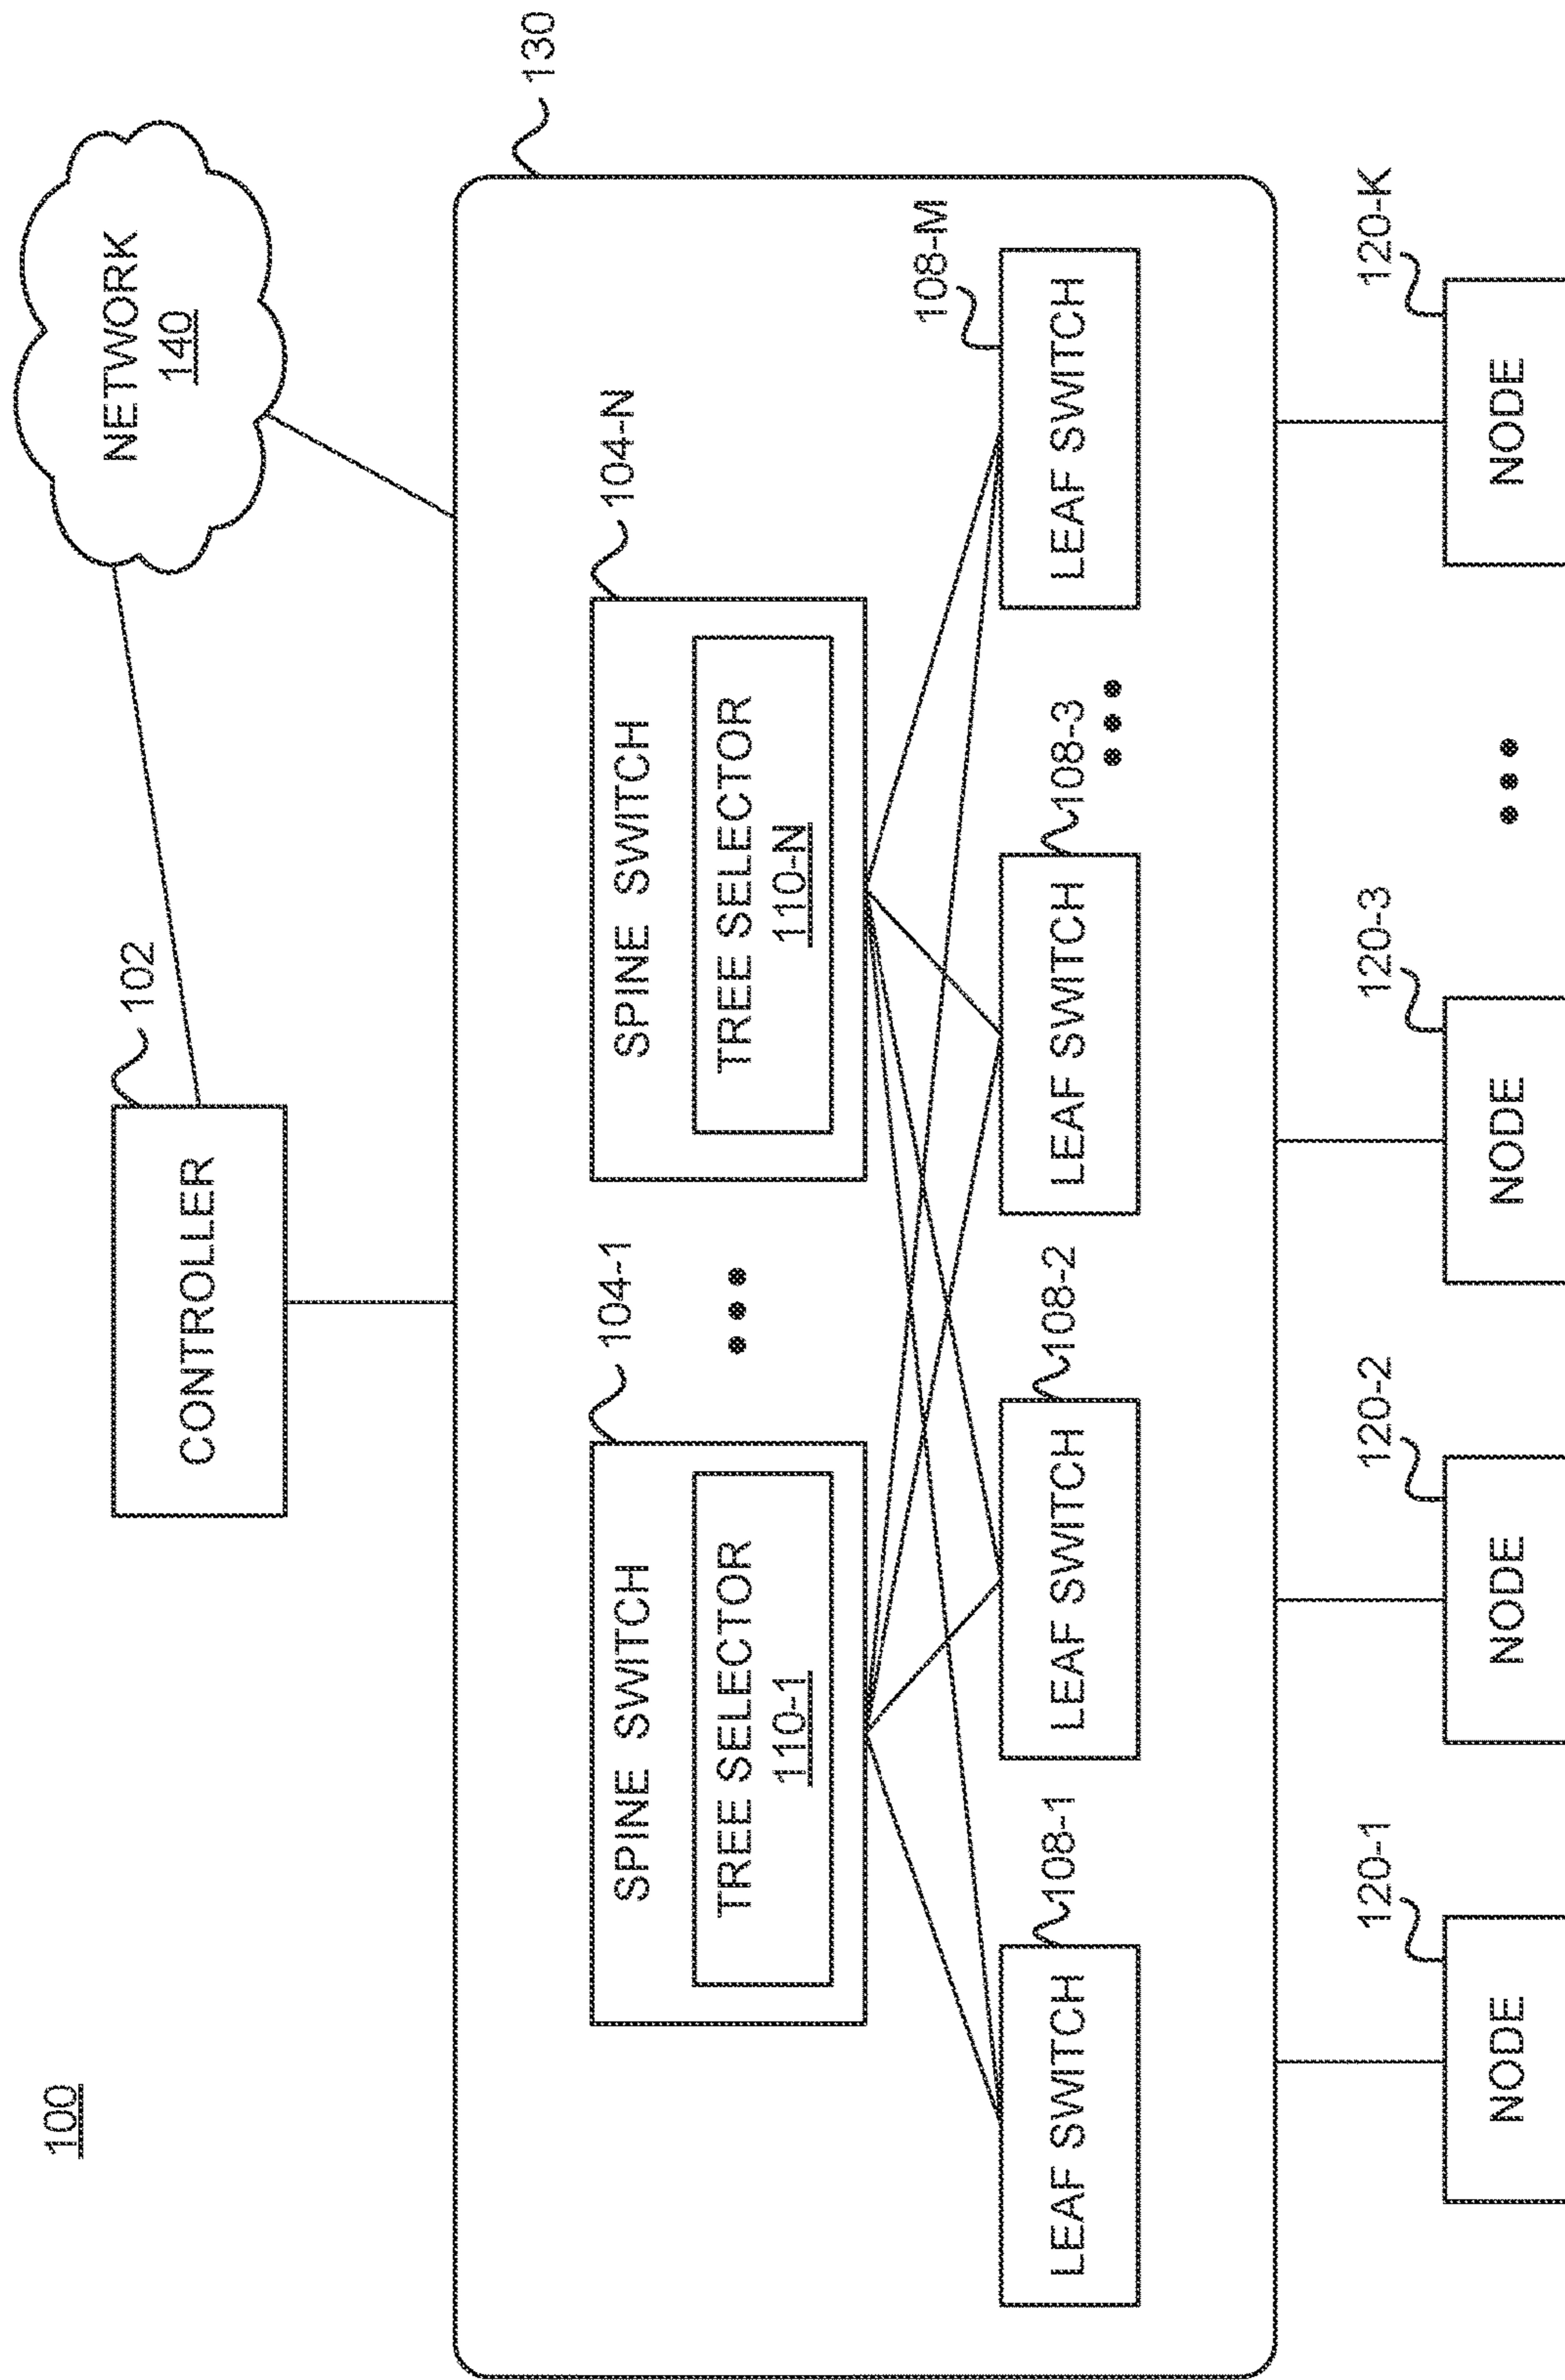 100
NETWORK
140
102
CONTROLLER
130
104-1
104-N
SPINE SWITCH
TREE SELECTOR
110-1
SPINE SWITCH
TREE SELECTOR
110-N
108-M
108-1
108-2
108-3
LEAF SWITCH
LEAF SWITCH
LEAF SWITCH
LEAF SWITCH
120-1
120-2
120-3
120-K
NODE
NODE
NODE
NODE